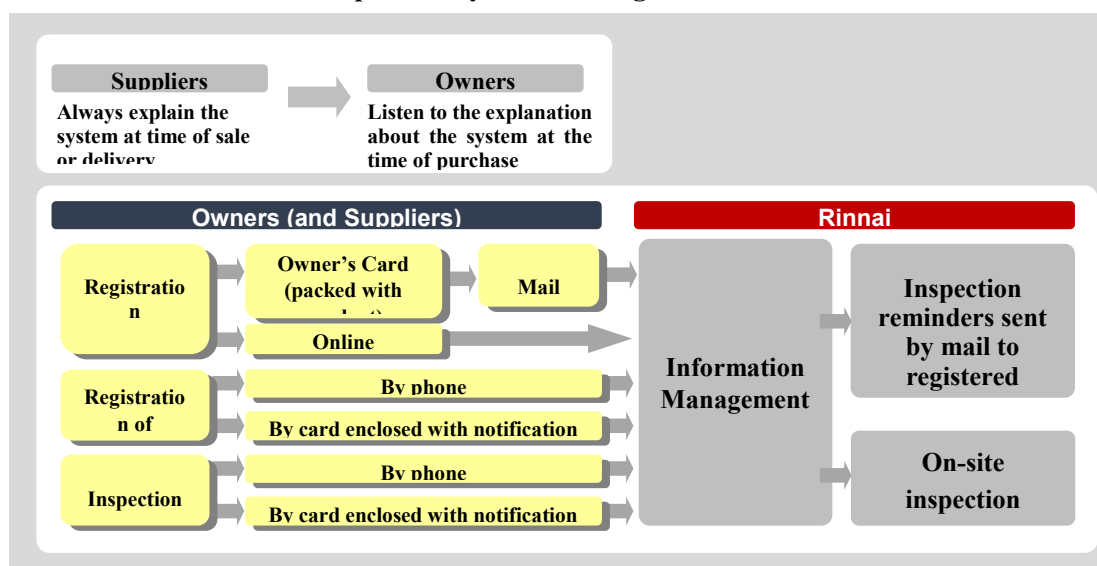 Suppliers
Always explain the
system at time of sale
or delivery
Owners
Listen to the explanation
about the system at the
time of purchase
Owners (and Suppliers)
Rinnai
Registratio
n
Owner's Card
(packed with
Mail
Online
Registratio
n of
By phone
By card enclosed with notification
Inspection
By phone
By card enclosed with notification
Information
Management
Inspection
reminders sent
by mail to
registered
On-site
inspection